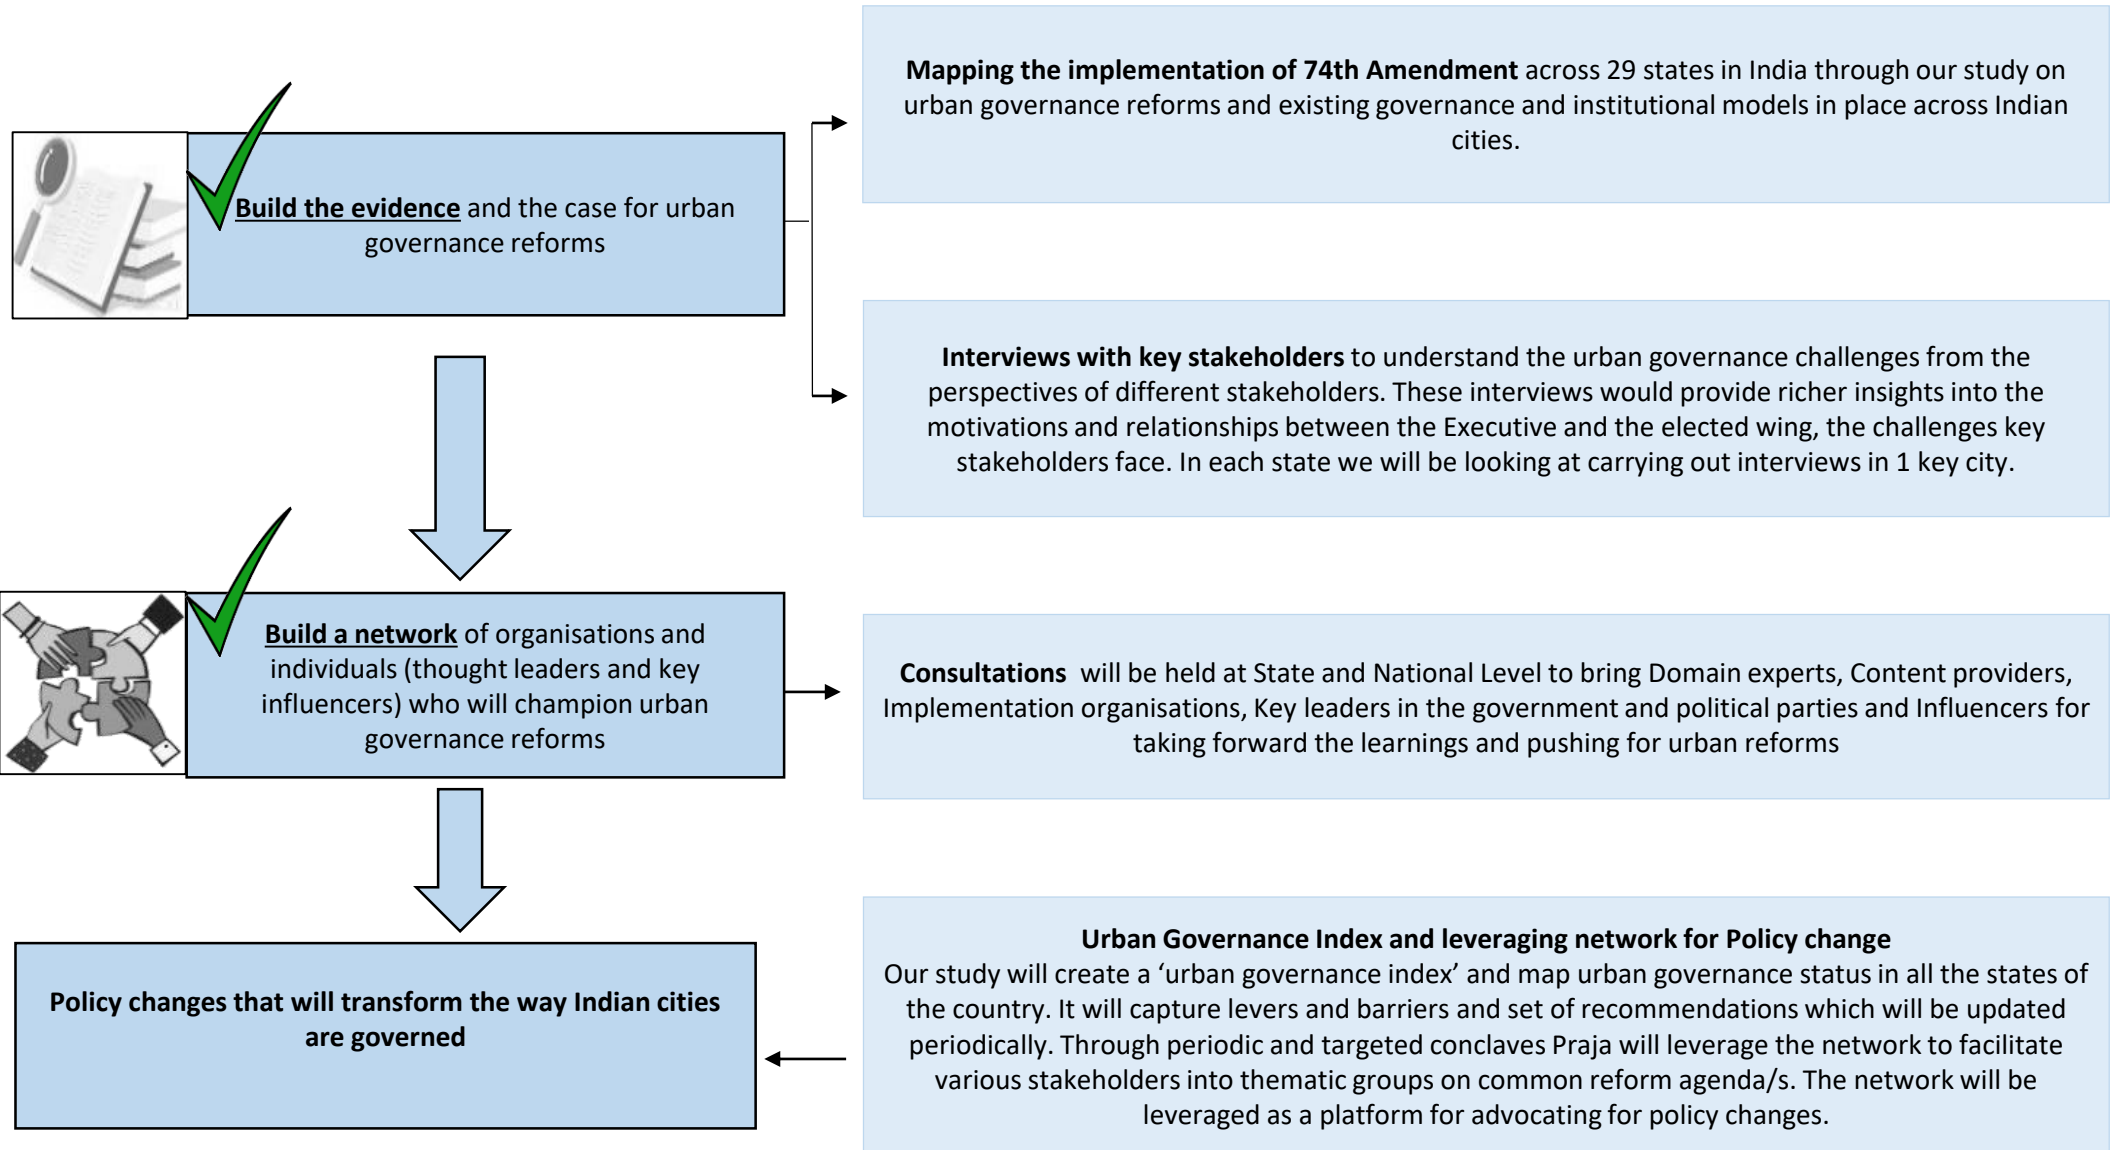 Build the evidence and the case for urban
governance reforms
Mapping the implementation of 74th Amendment across 29 states in India through our study on
urban governance reforms and existing governance and institutional models in place across Indian
cities.
Interviews with key stakeholders to understand the urban governance challenges from the
perspectives of different stakeholders. These interviews would provide richer insights into the
motivations and relationships between the Executive and the elected wing, the challenges key
stakeholders face. In each state we will be looking at carrying out interviews in 1 key city.
Build a network of organisations and
individuals (thought leaders and key
influencers) who will champion urban
governance reforms
Consultations will be held at State and National Level to bring Domain experts, Content providers,
Implementation organisations, Key leaders in the government and political parties and Influencers for
taking forward the learnings and pushing for urban reforms
Policy changes that will transform the way Indian cities
are governed
Urban Governance Index and leveraging network for Policy change
Our study will create a ‘urban governance index’ and map urban governance status in all the states of
the country. It will capture levers and barriers and set of recommendations which will be updated
periodically. Through periodic and targeted conclaves Praja will leverage the network to facilitate
various stakeholders into thematic groups on common reform agenda/s. The network will be
leveraged as a platform for advocating for policy changes.